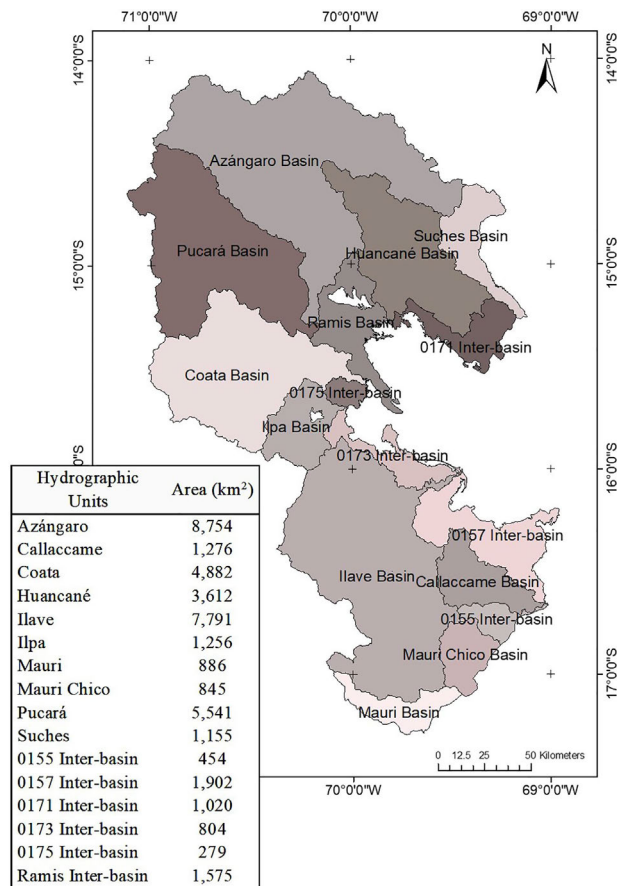 71°0'0"W 70°0'0"W 69°0'0"W
14°0'0"S
14°0'0"S
N
Azángaro Basin
Suches Basin
Pucará Basin
Huancané Basin
15°0'0"S
15°0'0"S
Ramis Basin
0171 Inter-basin
Coata Basin
0175 Inter-basin
Ilpa Basin
0173 Inter-basin
16°0'0"S
0157 Inter-basin
Ilave Basin
Callaccame Basin
0155 Inter-basin
Mauri Chico Basin
17°0'0"S
Mauri Basin
0 12.5 25 50 Kilometers
70°0'0"W 69°0'0"W
Hydrographic Units Area (km²)
Azángaro 8,754
Callaccame 1,276
Coata 4,882
Huancané 3,612
Ilave 7,791
Ilpa 1,256
Mauri 886
Mauri Chico 845
Pucará 5,541
Suches 1,155
0155 Inter-basin 454
0157 Inter-basin 1,902
0171 Inter-basin 1,020
0173 Inter-basin 804
0175 Inter-basin 279
Ramis Inter-basin 1,575